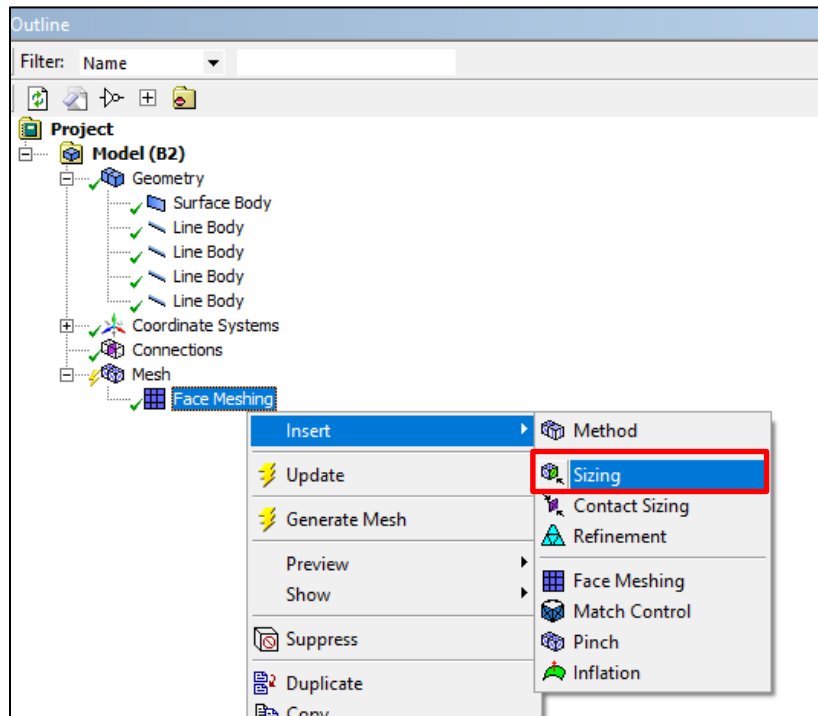 Outline
Filter: Name
Project
Model (B2)
Geometry
Surface Body
Line Body
Line Body
Line Body
Line Body
Coordinate Systems
Connections
Mesh
Face Meshing
Insert
Update
Generate Mesh
Preview
Show
Suppress
Duplicate
Copy
Method
Sizing
Contact Sizing
Refinement
Face Meshing
Match Control
Pinch
Inflation